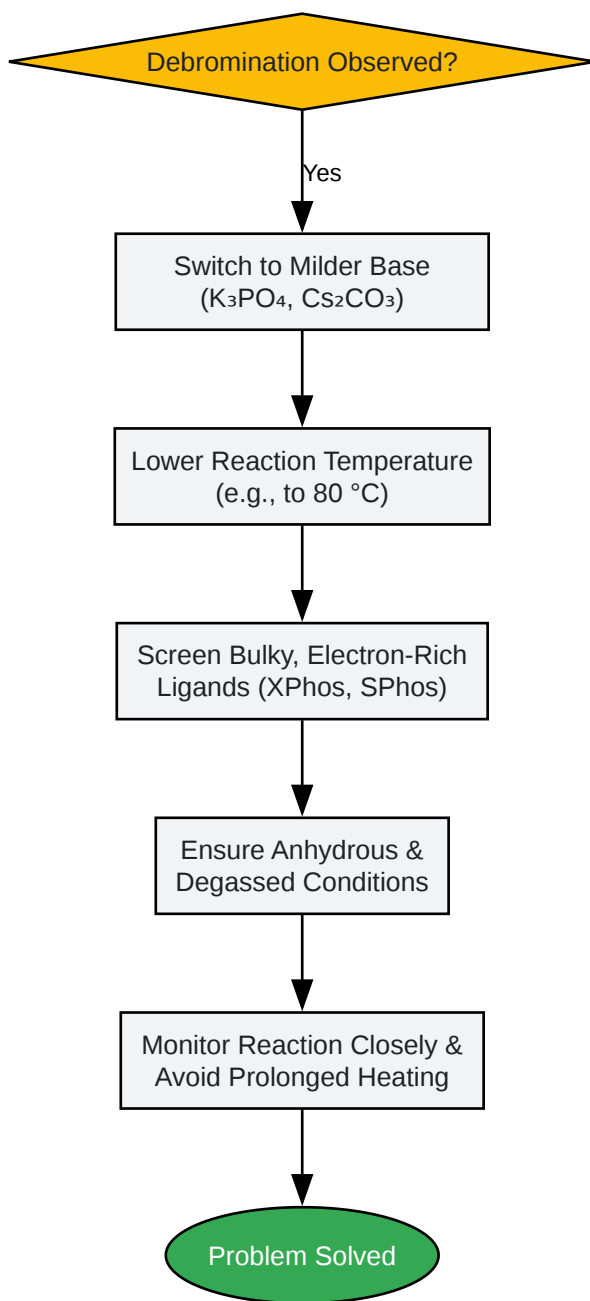 Debromination Observed?
Yes
Switch to Milder Base
(K₃PO₄, Cs₂CO₃)
Lower Reaction Temperature
(e.g., to 80 °C)
Screen Bulky, Electron-Rich
Ligands (XPhos, SPhos)
Ensure Anhydrous &
Degassed Conditions
Monitor Reaction Closely &
Avoid Prolonged Heating
Problem Solved